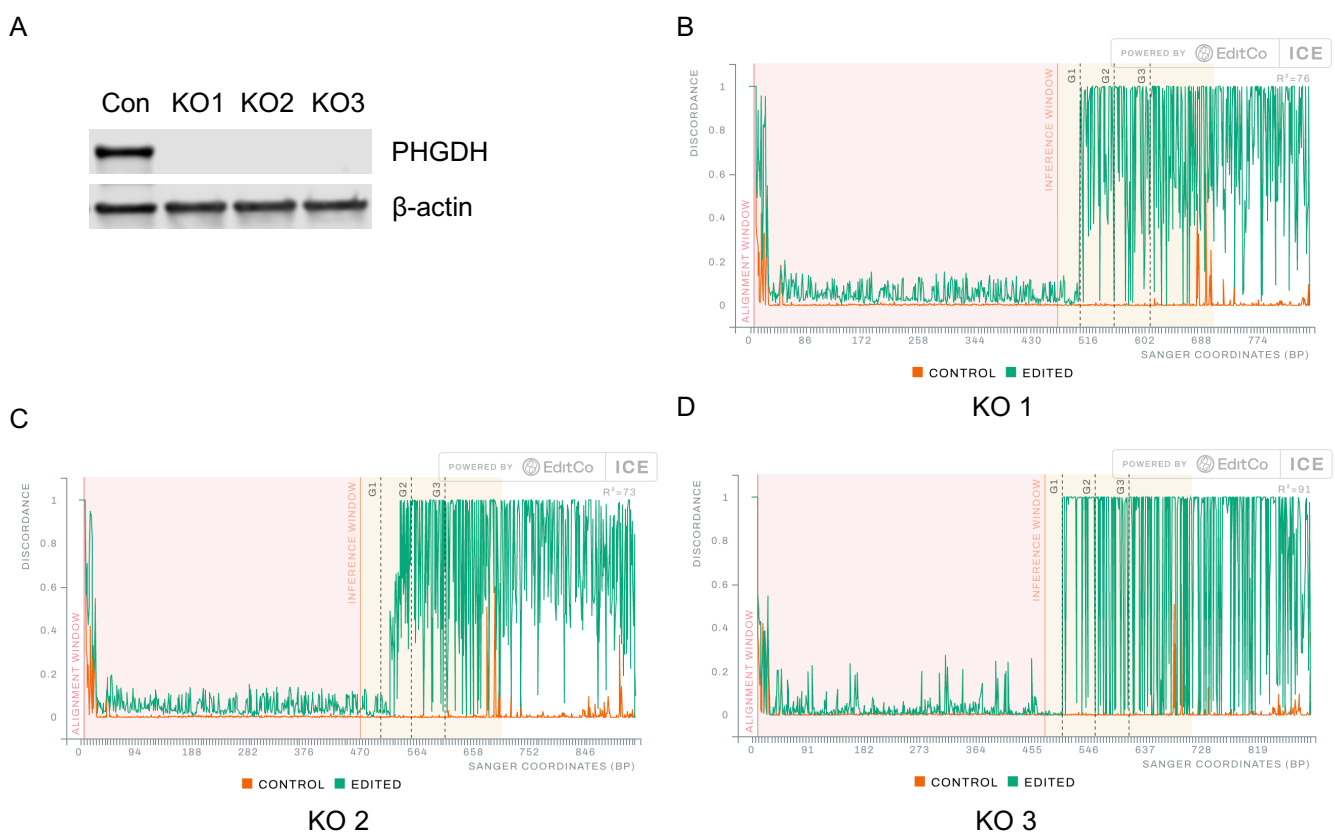 A
Con KO1 KO2 KO3
PHGDH
β-actin
B
POWERED BY EditCo ICE
R²=76
DISCORDANCE
ALIGNMENT WINDOW
INFERENCE WINDOW
G1
G2
G3
1
0.8
0.6
0.4
0.2
0
0 86 172 258 344 430 516 602 688 774
SANGER COORDINATES (BP)
CONTROL EDITED
KO 1
C
POWERED BY EditCo ICE
R²=73
DISCORDANCE
ALIGNMENT WINDOW
INFERENCE WINDOW
G1
G2
G3
1
0.8
0.6
0.4
0.2
0
0 94 188 282 376 470 564 658 752 846
SANGER COORDINATES (BP)
CONTROL EDITED
KO 2
D
POWERED BY EditCo ICE
R²=91
DISCORDANCE
ALIGNMENT WINDOW
INFERENCE WINDOW
G1
G2
G3
1
0.8
0.6
0.4
0.2
0
0 91 182 273 364 455 546 637 728 819
SANGER COORDINATES (BP)
CONTROL EDITED
KO 3